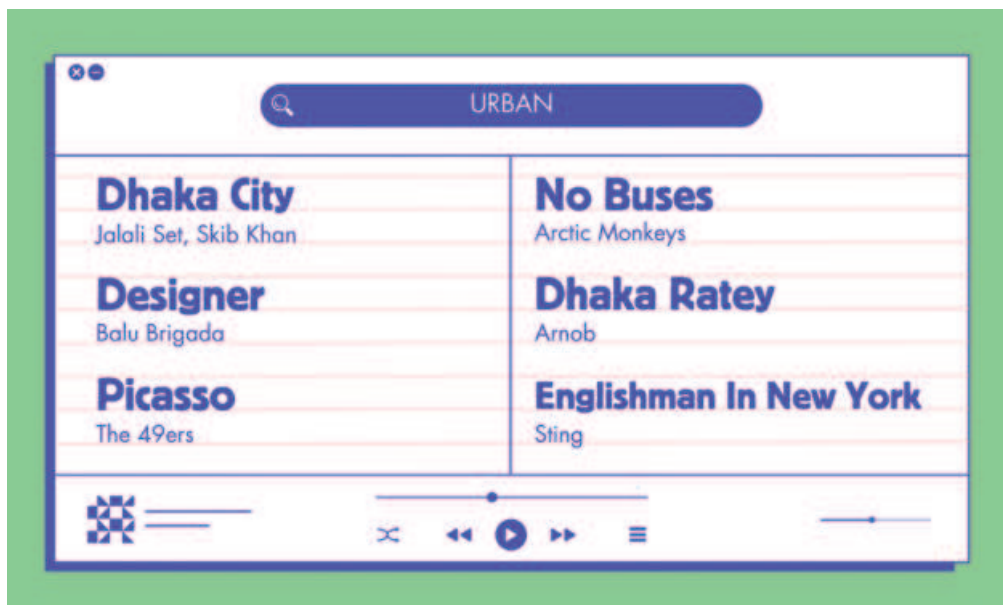 URBAN
Dhaka City
Jalali Set, Skib Khan
Designer
Balu Brigada
Picasso
The 49ers
No Buses
Arctic Monkeys
Dhaka Ratey
Arnob
Englishman In New York
Sting